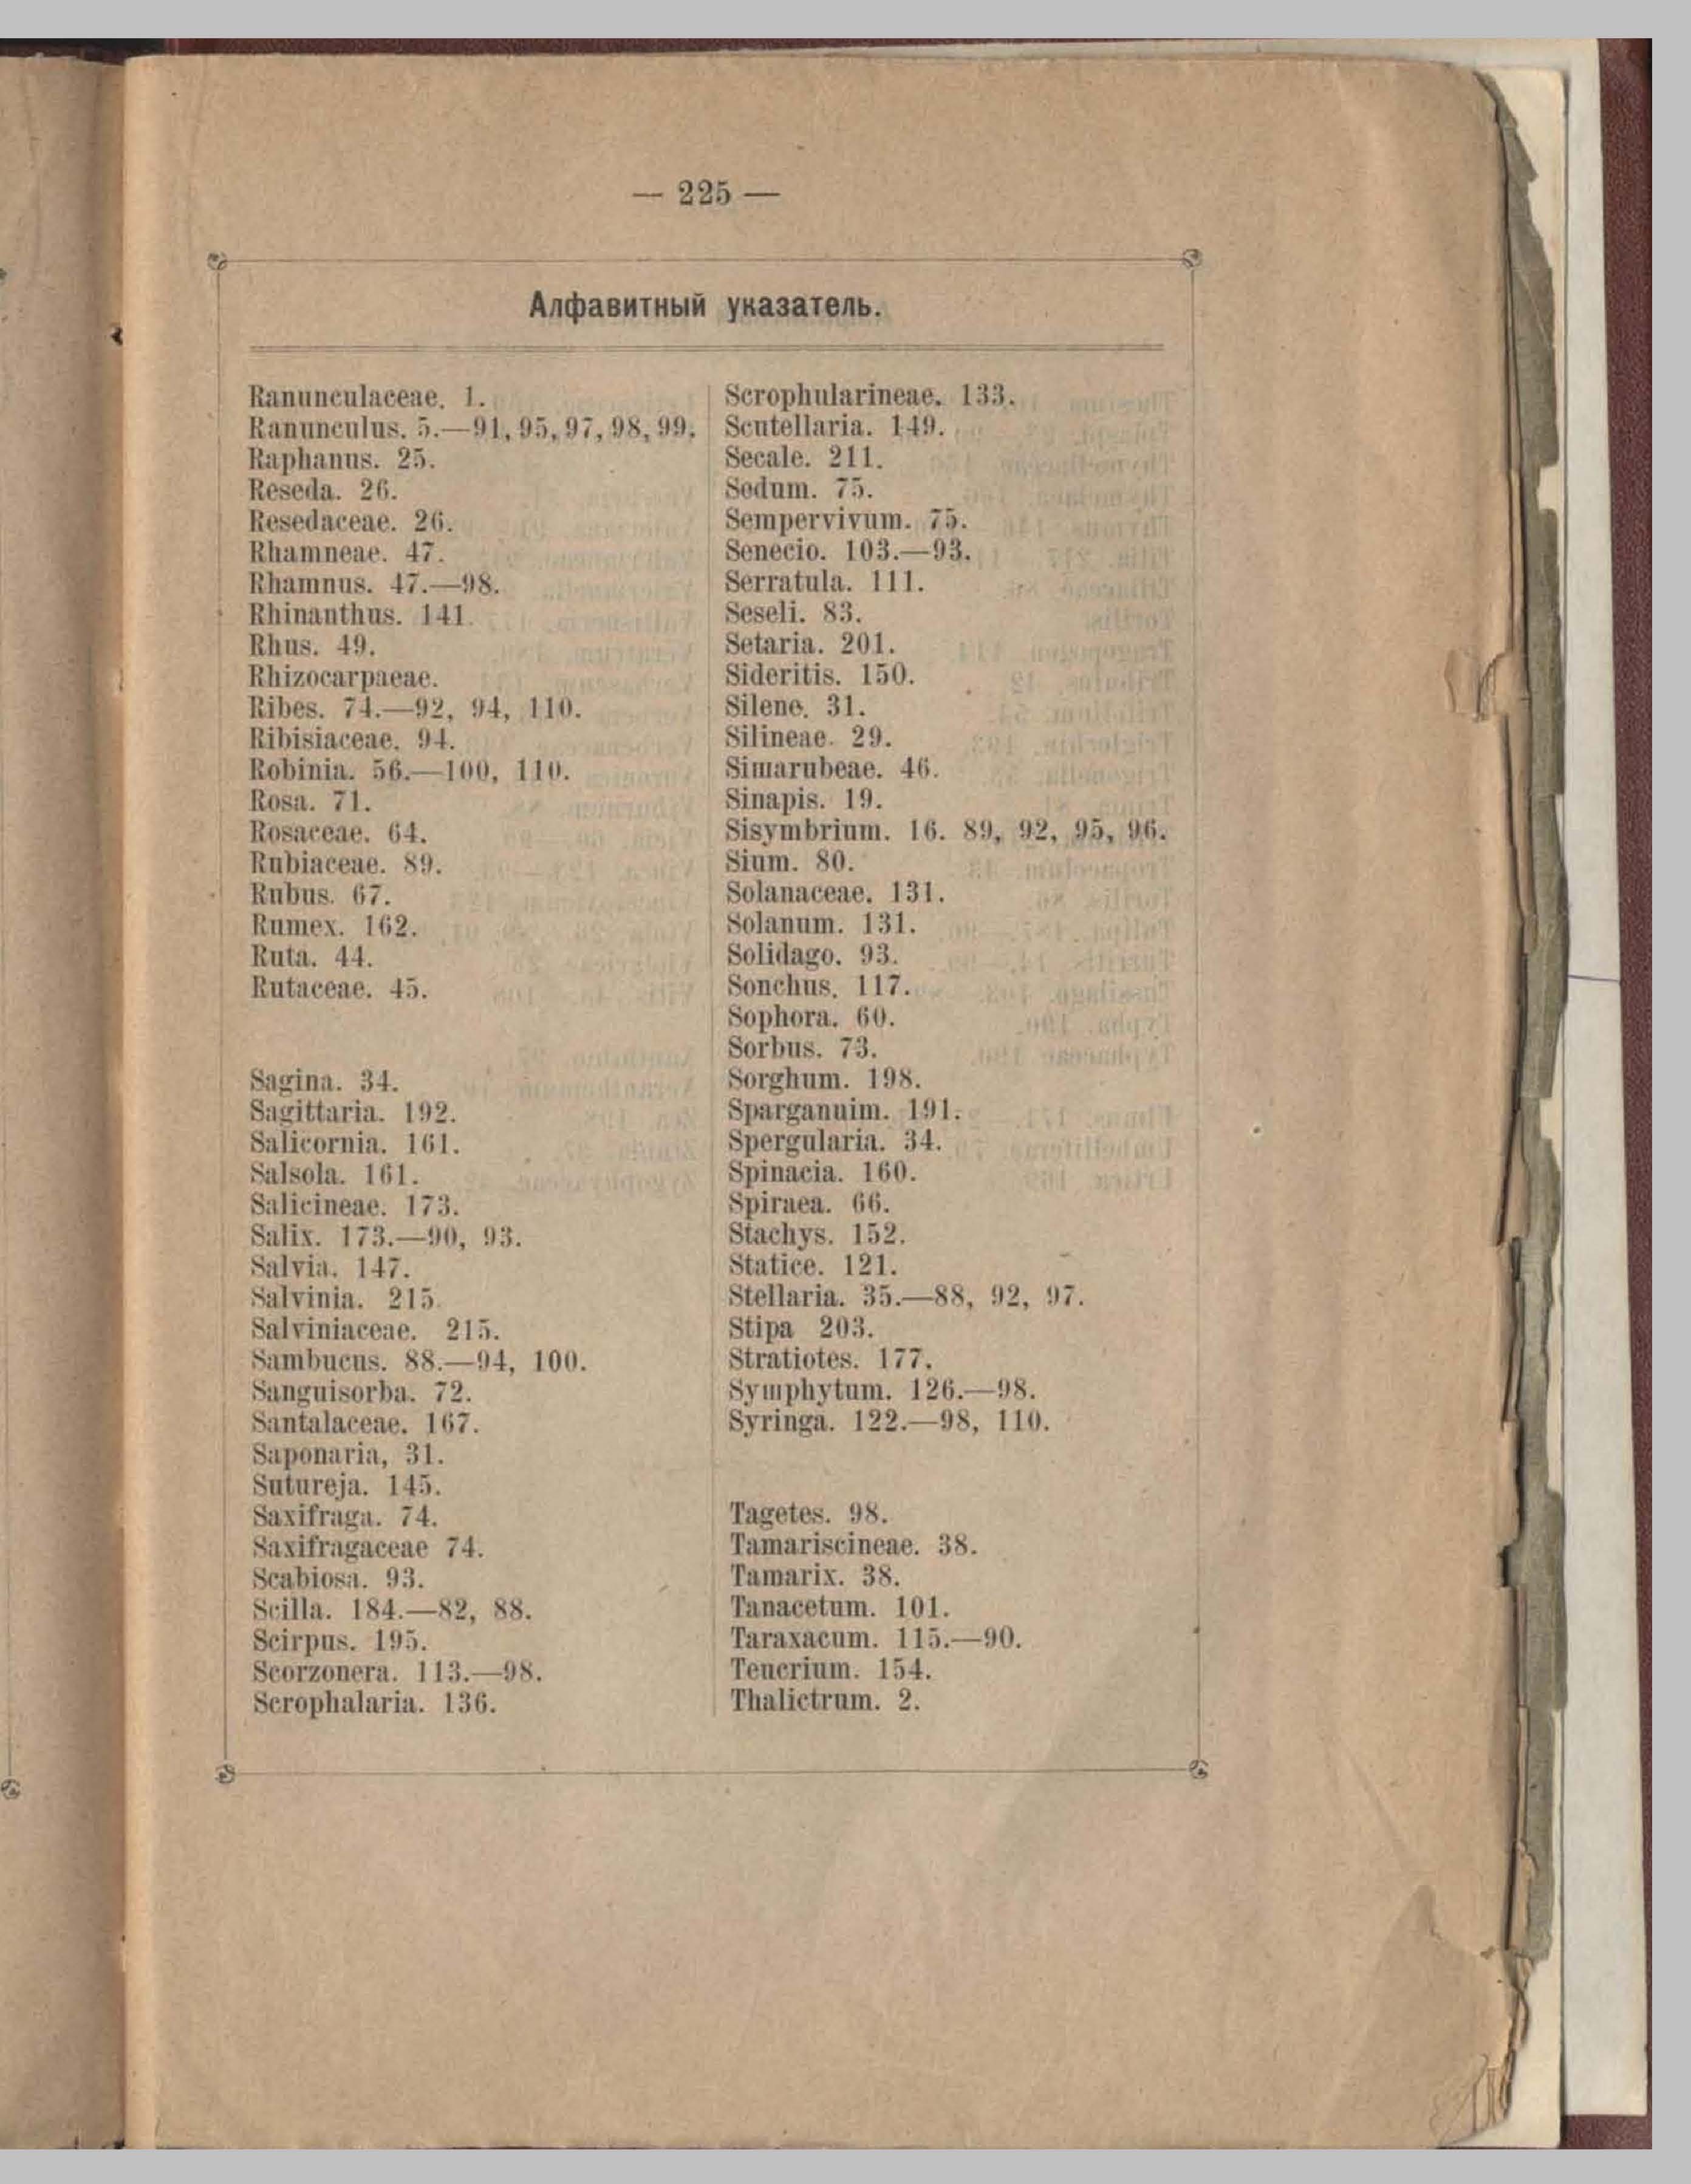 — 225 —
Алфавитный указатель.
Ranunculaceae. 1.
Ranunculus. 5.—91, 95, 97, 98, 99.
Raphanus. 25.
Reseda. 26.
Resedaceae. 26.
Rhamneae. 47.
Rhamnus. 47.—98.
Rhinanthus. 141.
Rhus. 49.
Rhizocarpaeae.
Ribes. 74.—92, 94, 110.
Ribisiaceae. 94.
Robinia. 56.—100, 110.
Rosa. 71.
Rosaceae. 64.
Rubiaceae. 89.
Rubus. 67.
Rumex. 162.
Ruta. 44.
Rutaceae. 45.
Sagina. 34.
Sagittaria. 192.
Salicornia. 161.
Salsola. 161.
Salicineae. 173.
Salix. 173.—90, 93.
Salvia. 147.
Salvinia. 215.
Salviniaceae. 215.
Sambucus. 88.—94, 100.
Sanguisorba. 72.
Santalaceae. 167.
Saponaria, 31.
Sutureja. 145.
Saxifraga. 74.
Saxifragaceae 74.
Scabiosa. 93.
Scilla. 184.—82, 88.
Scirpus. 195.
Scorzonera. 113.—98.
Scrophalaria. 136.
Scrophularineae. 133.
Scutellaria. 149.
Secale. 211.
Sedum. 75.
Sempervivum. 75.
Senecio. 103.—93.
Serratula. 111.
Seseli. 83.
Setaria. 201.
Sideritis. 150.
Silene. 31.
Silineae. 29.
Simarubeae. 46.
Sinapis. 19.
Sisymbrium. 16. 89, 92, 95, 96.
Sium. 80.
Solanaceae. 131.
Solanum. 131.
Solidago. 93.
Sonchus. 117.
Sophora. 60.
Sorbus. 73.
Sorghum. 198.
Sparganuim. 191.
Spergularia. 34.
Spinacia. 160.
Spiraea. 66.
Stachys. 152.
Statice. 121.
Stellaria. 35.—88, 92, 97.
Stipa 203.
Stratiotes. 177.
Symphytum. 126.—98.
Syringa. 122.—98, 110.
Tagetes. 98.
Tamariscineae. 38.
Tamarix. 38.
Tanacetum. 101.
Taraxacum. 115.—90.
Tencrium. 154.
Thalictrum. 2.